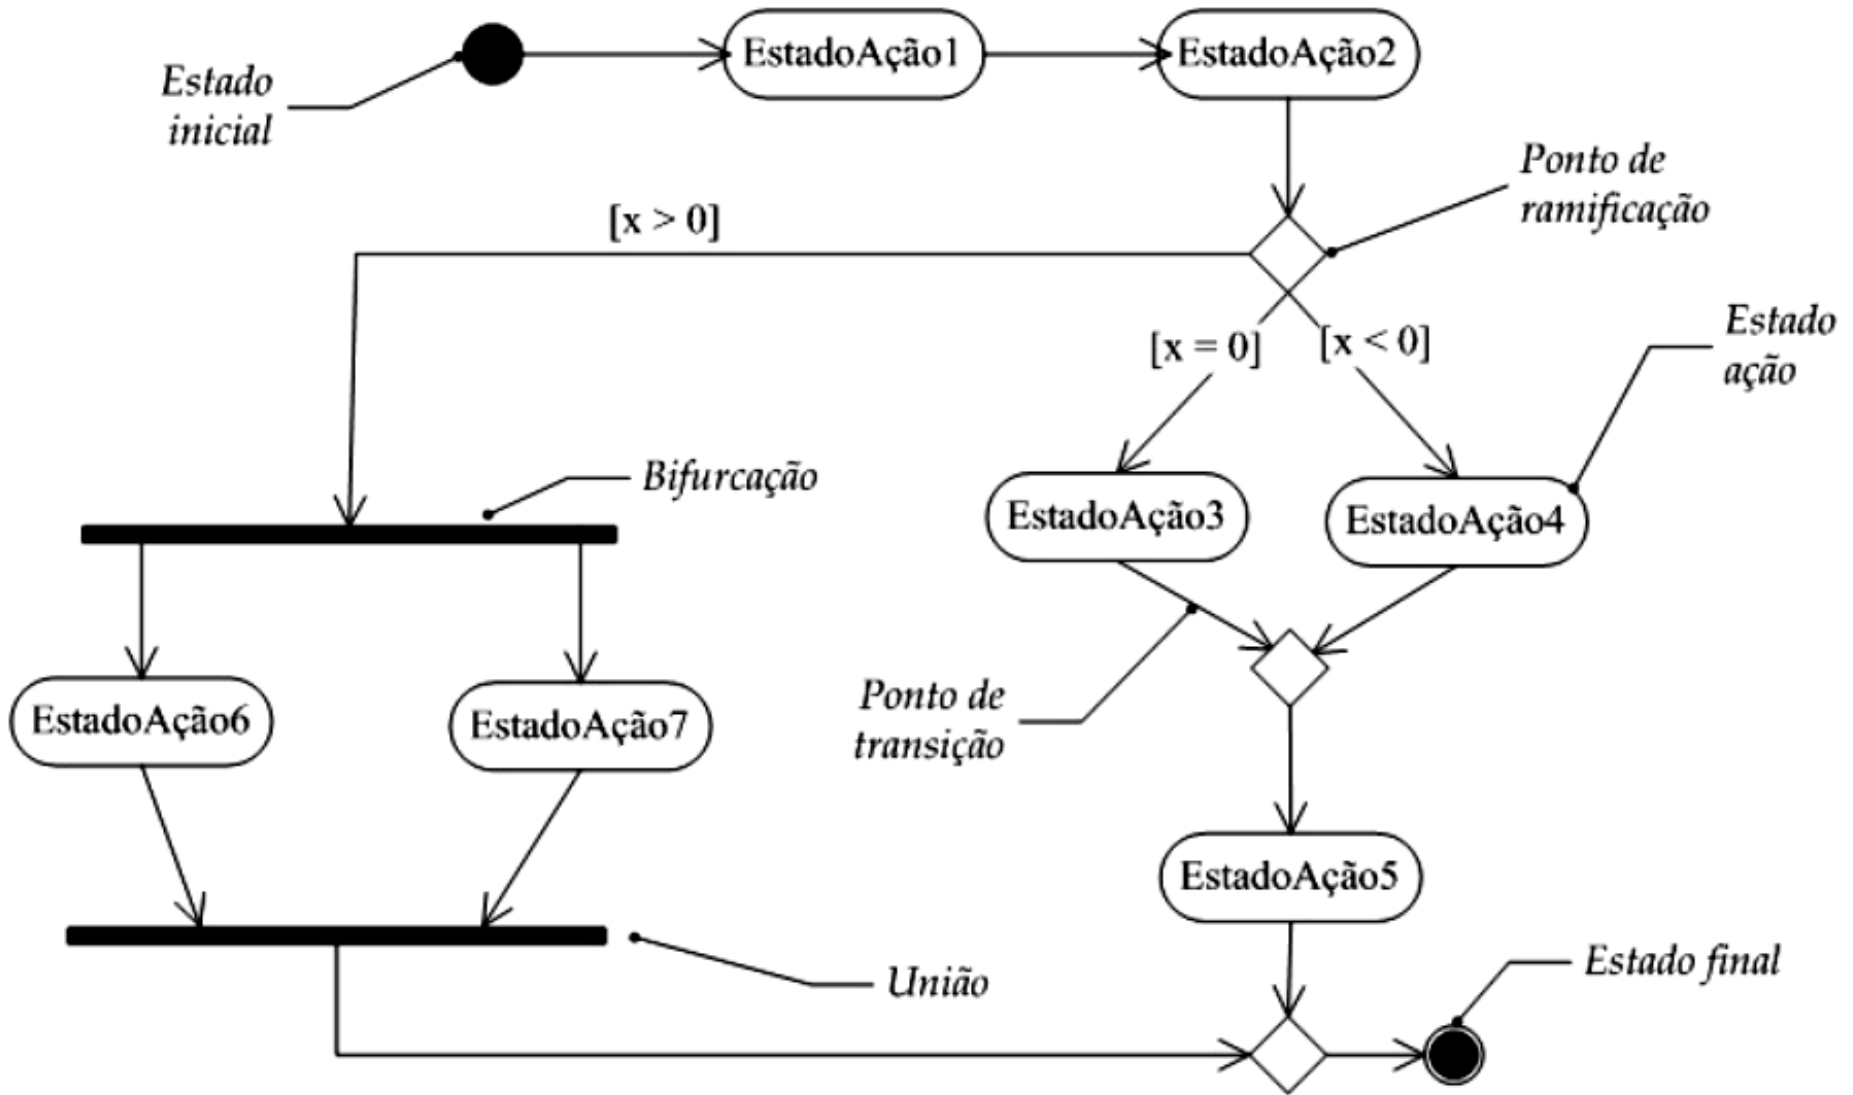 EstadoAção1
EstadoAção2
Estado
inicial
Ponto de
ramificação
[x > 0]
[x = 0]
[x < 0]
Estado
ação
Bifurcação
EstadoAção3
EstadoAção4
EstadoAção6
EstadoAção7
Ponto de
transição
EstadoAção5
União
Estado final